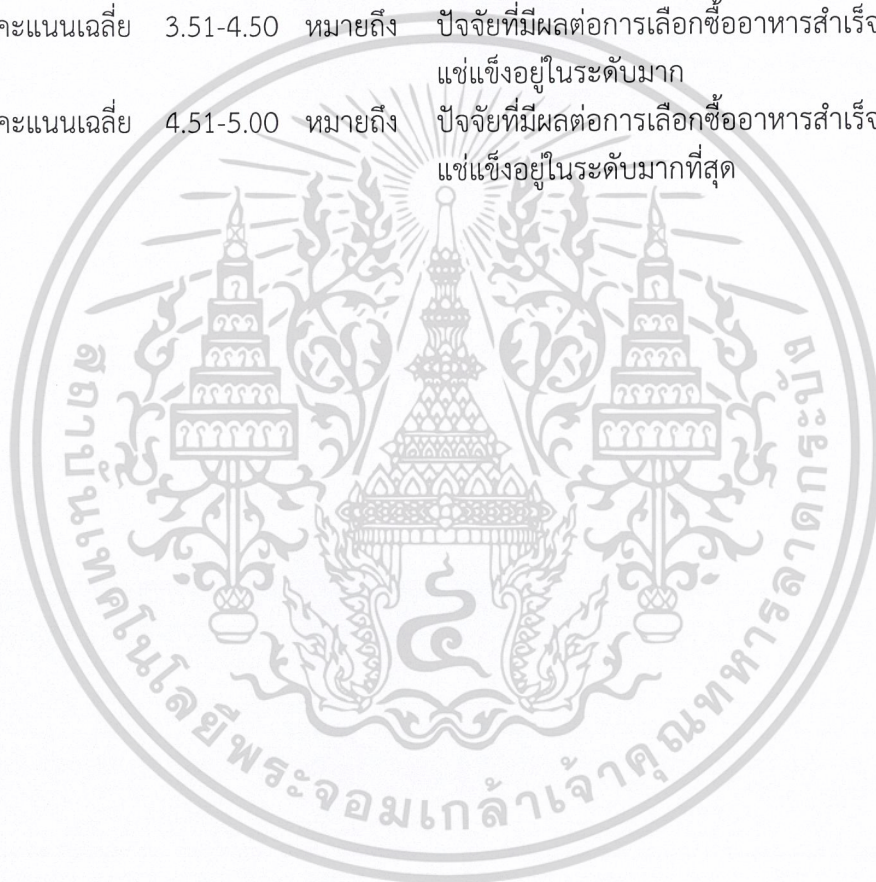 คะแนนเฉลี่ย 3.51-4.50 หมายถึง ปัจจัยที่มีผลต่อการเลือกซื้ออาหารสำเร็จ
แช่แข็งอยู่ในระดับมาก
คะแนนเฉลี่ย 4.51-5.00 หมายถึง ปัจจัยที่มีผลต่อการเลือกซื้ออาหารสำเร็จ
แช่แข็งอยู่ในระดับมากที่สุด
สถาบันเทคโนโลยีพระจอมเกล้าเจ้าคุณทหารลาดกระบัง
๔